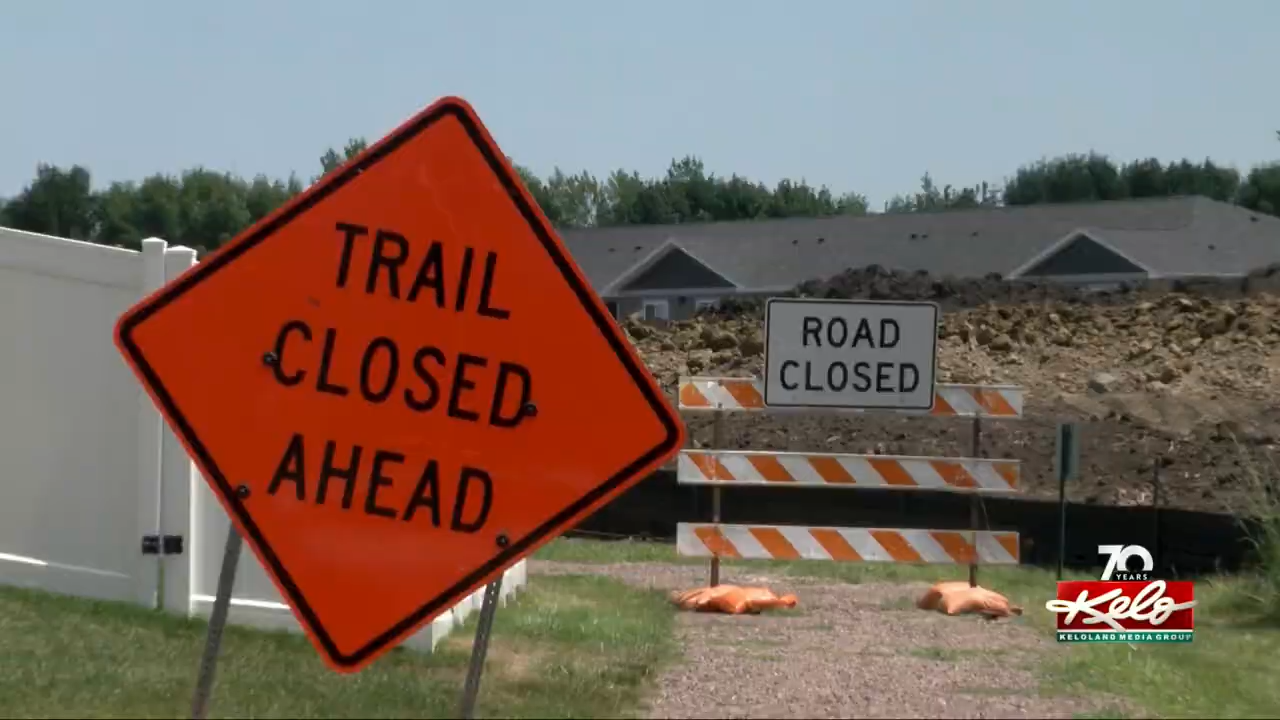 TRAIL
CLOSED
AHEAD
ROAD
CLOSED
70
YEARS
Kelo
KELOLAND MEDIA GROUP